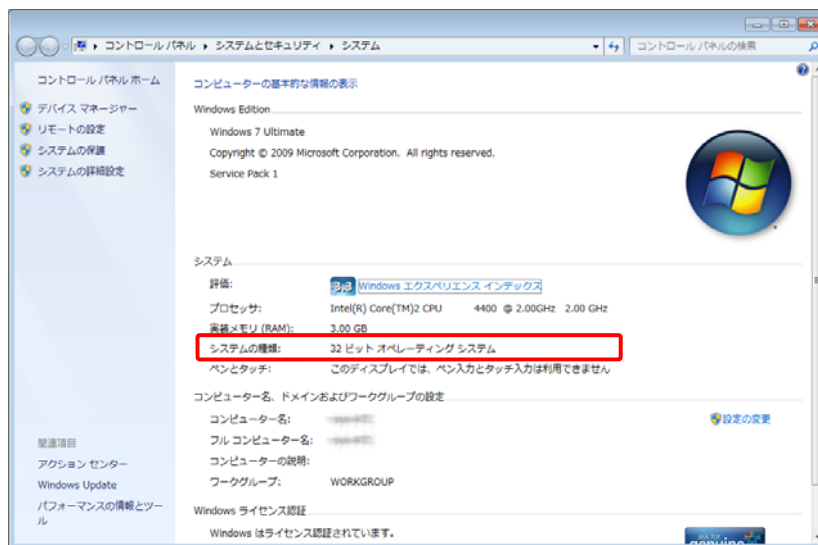 コントロール パネル ▸ システムとセキュリティ ▸ システム
コントロール パネルの検索
コントロール パネル ホーム
デバイス マネージャー
リモートの設定
システムの保護
システムの詳細設定
関連項目
アクション センター
Windows Update
パフォーマンスの情報とツー
ル
コンピューターの基本的な情報の表示
Windows Edition
Windows 7 Ultimate
Copyright © 2009 Microsoft Corporation. All rights reserved.
Service Pack 1
システム
評価: 3.3 Windows エクスペリエンス インデックス
プロセッサ: Intel(R) Core(TM)2 CPU 4400 @ 2.00GHz 2.00 GHz
実装メモリ (RAM): 3.00 GB
システムの種類: 32 ビット オペレーティング システム
ペンとタッチ: このディスプレイでは、ペン入力とタッチ入力は利用できません
コンピューター名、ドメインおよびワークグループの設定
コンピューター名:
設定の変更
フル コンピューター名:
コンピューターの説明:
ワークグループ: WORKGROUP
Windows ライセンス認証
Windows はライセンス認証されています。
ask for
genuine